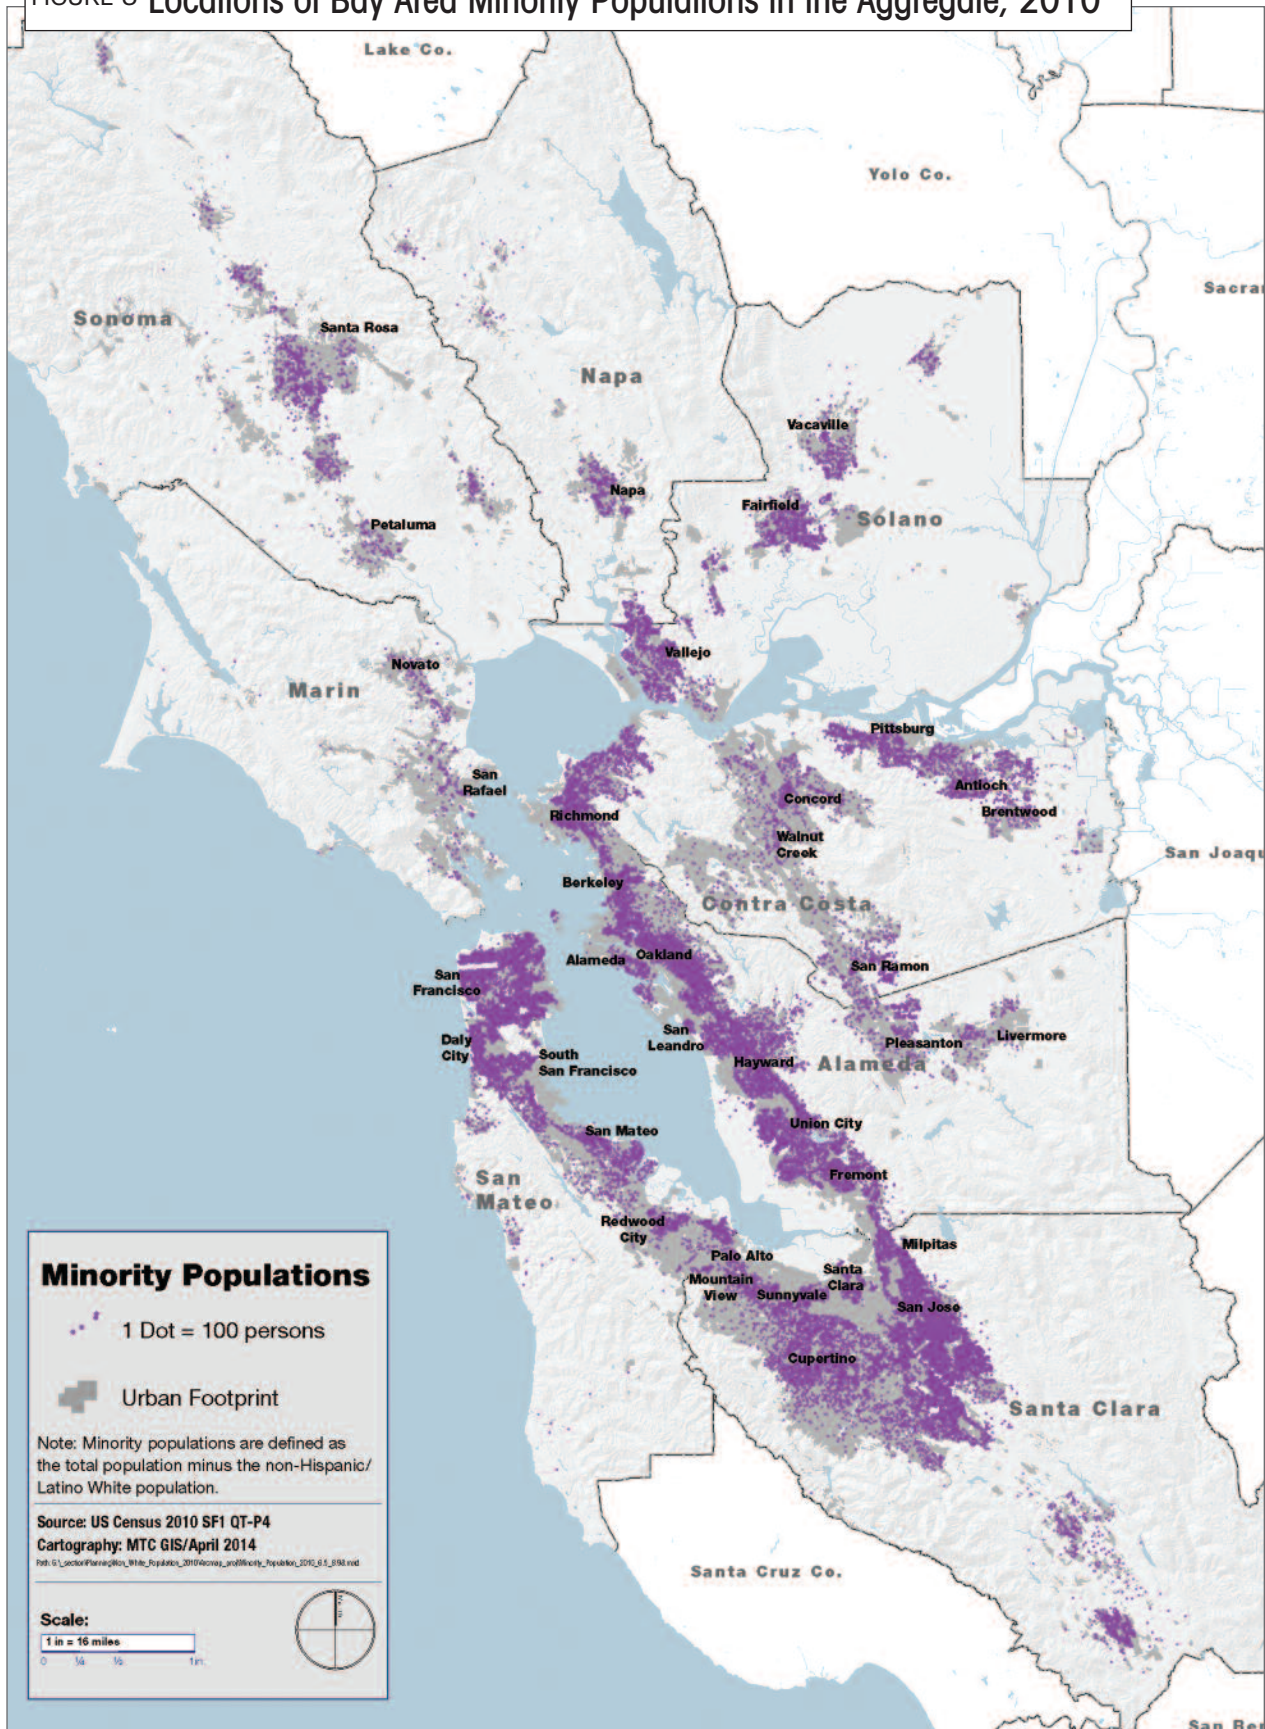 FIGURE
Locations of Bay Area Minority Populations in the Aggregate, 2010
Lake Co.
Yolo Co.
Sonoma
Santa Rosa
Napa
Vacaville
Napa
Fairfield
Solano
Petaluma
Vallejo
Novato
Marin
Pittsburg
San
Rafael
Antioch
Concord
Brentwood
Richmond
Walnut
Creek
Berkeley
Contra Costa
Alameda
Oakland
San Ramon
San
Francisco
San
Leandro
Livermore
Pleasanton
Daly
City
South
San Francisco
Hayward
Alameda
Union City
San Mateo
Fremont
San
Mateo
Redwood
City
Milpitas
Palo Alto
Santa
Clara
Mountain
View
Sunnyvale
San Jose
Cupertino
Santa Clara
Santa Cruz Co.
Minority Populations
1 Dot = 100 persons
Urban Footprint
Note: Minority populations are defined as
the total population minus the non-Hispanic/
Latino White population.
Source: US Census 2010 SF1 QT-P4
Cartography: MTC GIS/April 2014
Scale:
1 in = 16 miles
0 ¼ ½ 1 in.